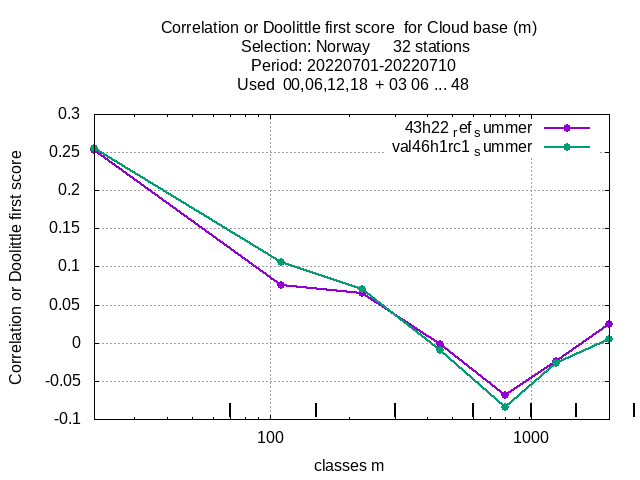 Correlation or Doolittle first score  for Cloud base (m)
Selection: Norway     32 stations
Period: 20220701-20220710
Used  00,06,12,18  + 03 06 ... 48
43h22 ref summer
val46h1rc1 summer
Correlation or Doolittle first score
0.3
0.25
0.2
0.15
0.1
0.05
0
-0.05
-0.1
100
1000
classes m